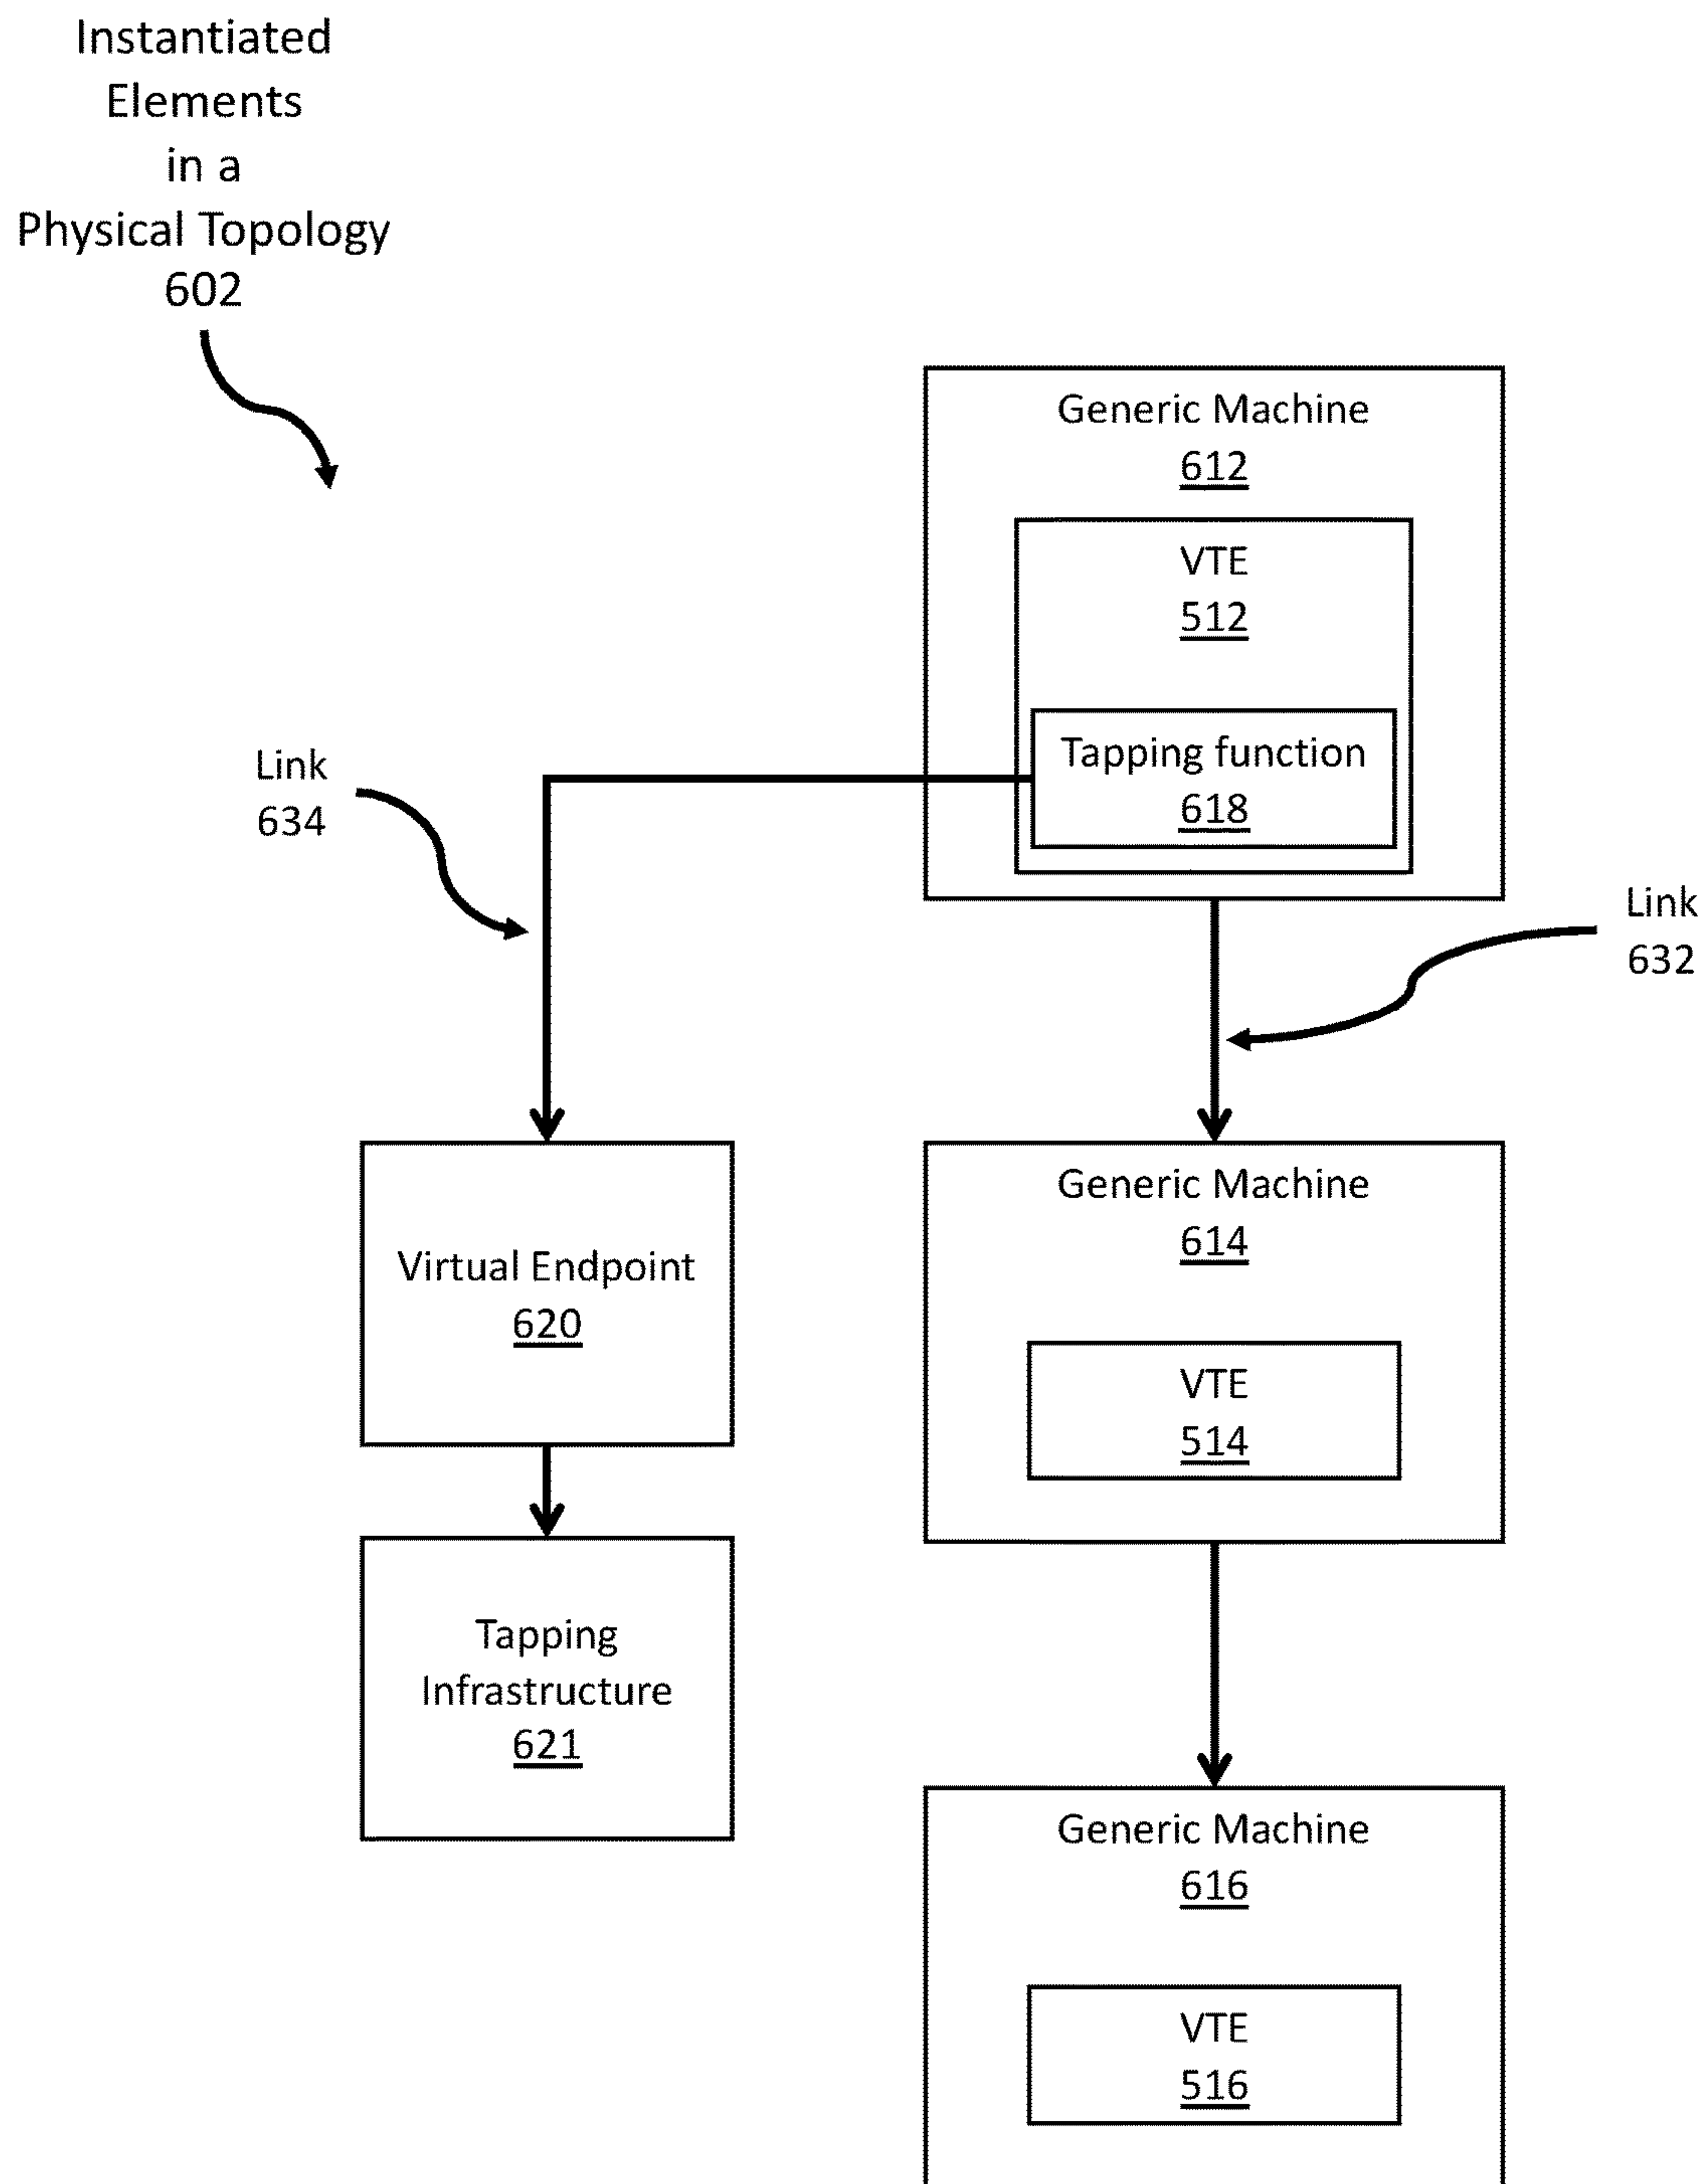 Instantiated
Elements
in a
Physical Topology
602
Generic Machine
612
VTE
512
Tapping function
618
Link
634
Link
632
Generic Machine
614
VTE
514
Virtual Endpoint
620
Tapping
Infrastructure
621
Generic Machine
616
VTE
516